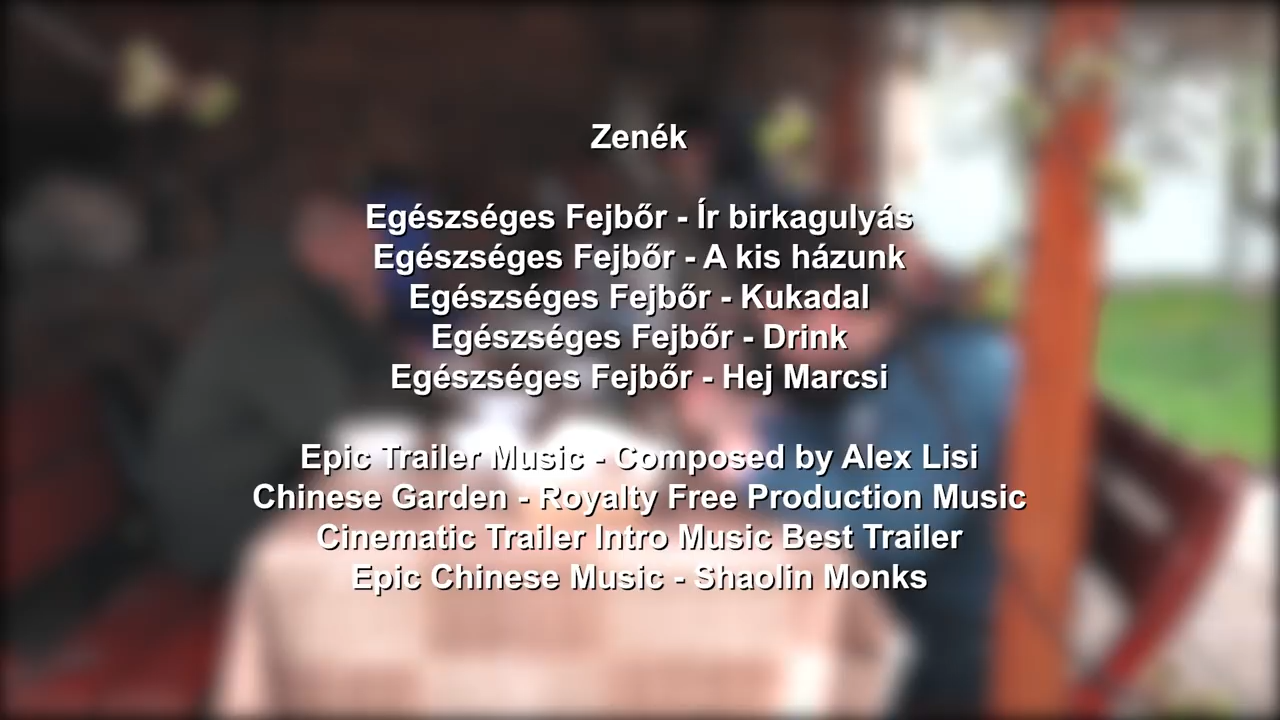 Zenék
Egészséges Fejbőr - Ír birkagulyás
Egészséges Fejbőr - A kis házunk
Egészséges Fejbőr - Kukadal
Egészséges Fejbőr - Drink
Egészséges Fejbőr - Hej Marcsi
Epic Trailer Music - Composed by Alex Lisi
Chinese Garden - Royalty Free Production Music
Cinematic Trailer Intro Music Best Trailer
Epic Chinese Music - Shaolin Monks